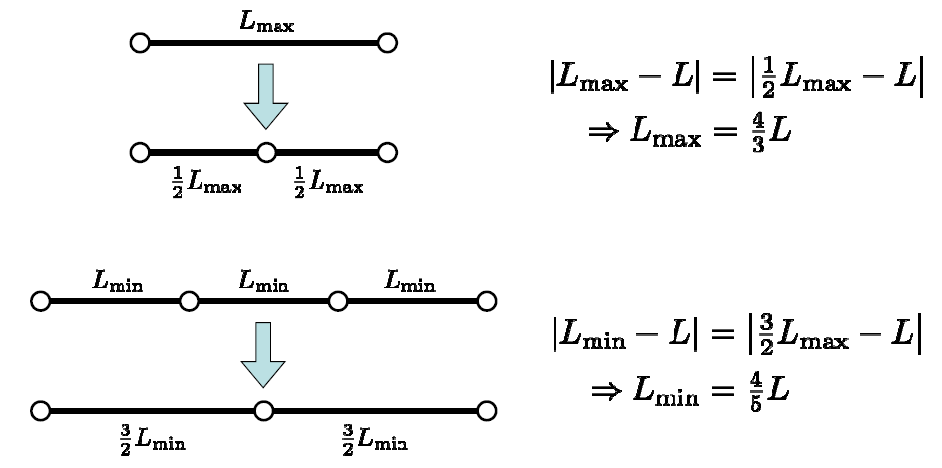 L_max
|L_max − L| = |½L_max − L|
⇒ L_max = 4/3 L
½L_max ½L_max
L_min L_min L_min
|L_min − L| = |3/2 L_max − L|
⇒ L_min = 4/5 L
3/2 L_min 3/2 L_min